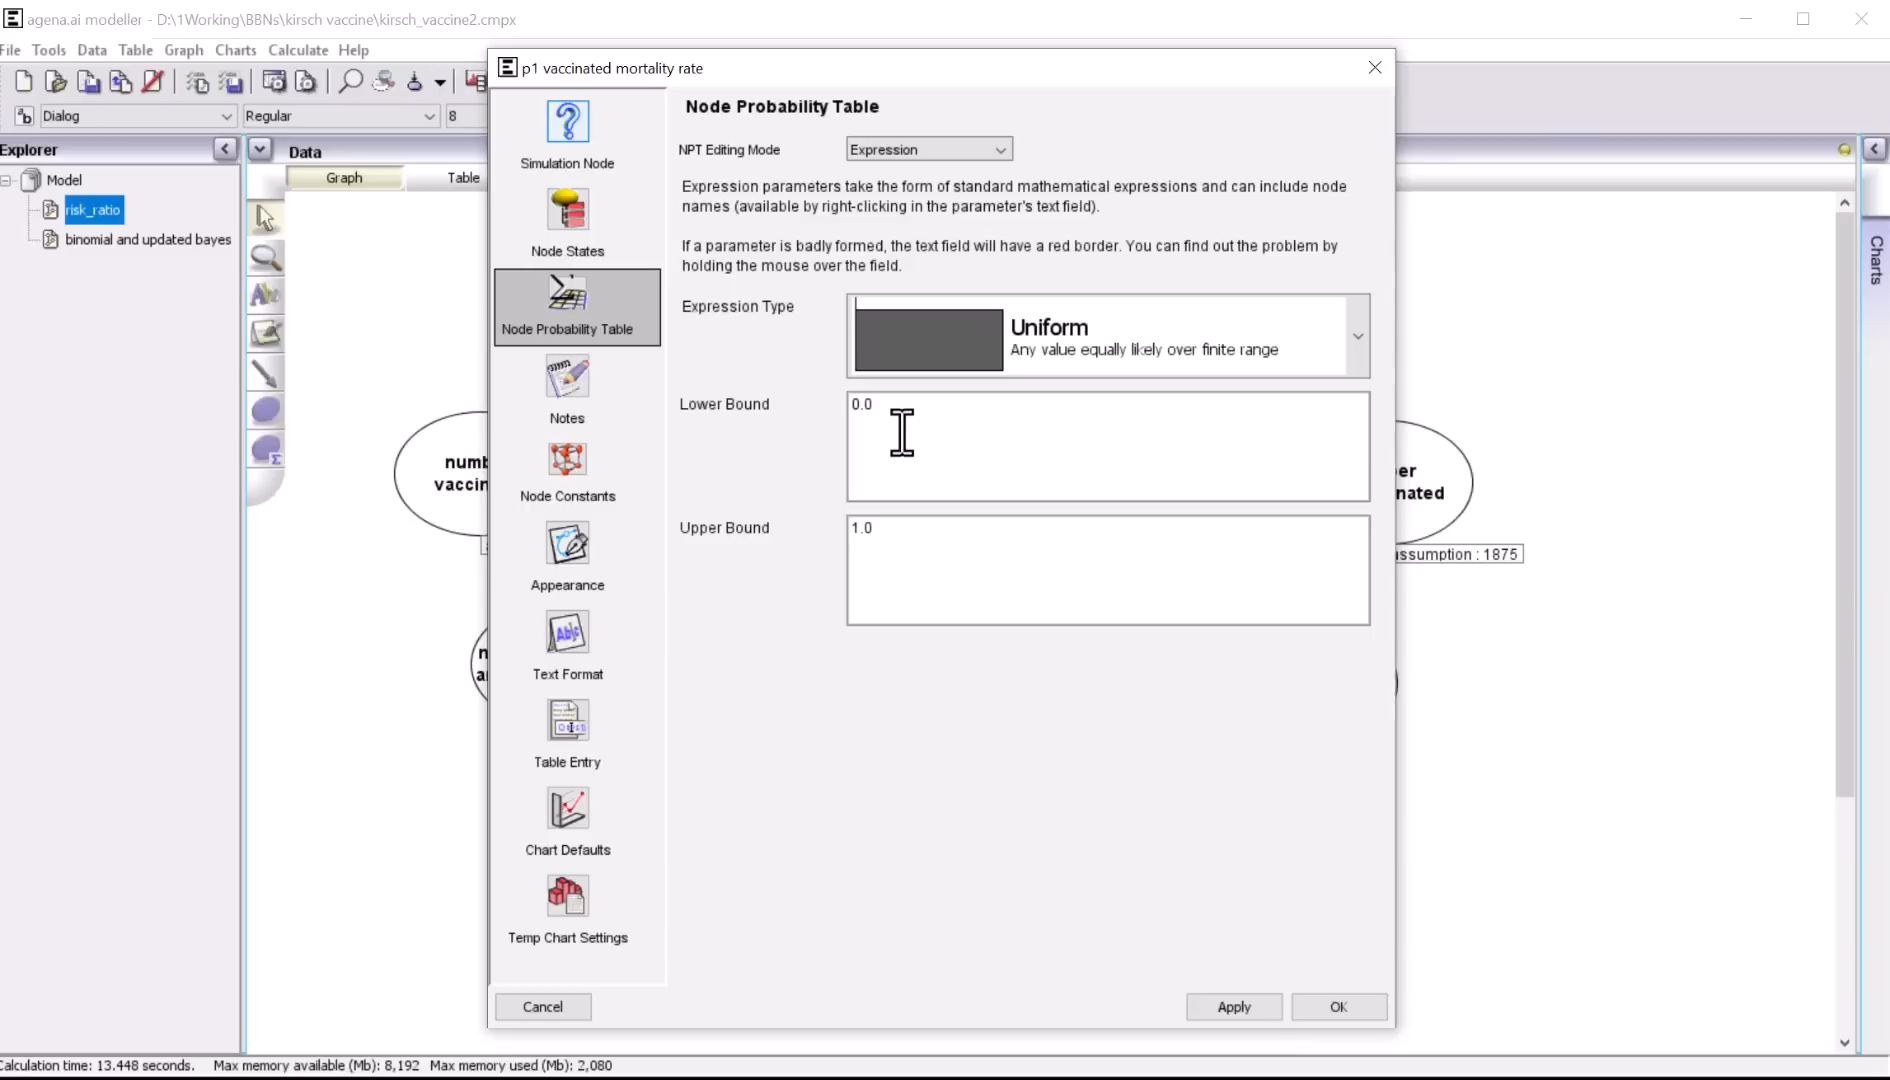 agena.ai modeller - D:\1Working\BBNs\kirsch vaccine\kirsch_vaccine2.cmpx
File Tools Data Table Graph Charts Calculate Help
Dialog
Regular
8
Explorer
Model
risk_ratio
binomial and updated bayes
Data
Graph
Table
p1 vaccinated mortality rate
Simulation Node
Node States
Node Probability Table
Notes
Node Constants
Appearance
Text Format
Table Entry
Chart Defaults
Temp Chart Settings
Node Probability Table
NPT Editing Mode
Expression
Expression parameters take the form of standard mathematical expressions and can include node
names (available by right-clicking in the parameter's text field).
If a parameter is badly formed, the text field will have a red border. You can find out the problem by
holding the mouse over the field.
Expression Type
Uniform
Any value equally likely over finite range
Lower Bound
0.0
Upper Bound
1.0
Cancel
Apply
OK
numb
vaccin
n
a
er
nated
assumption : 1875
Charts
Calculation time: 13.448 seconds. Max memory available (Mb): 8,192 Max memory used (Mb): 2,080